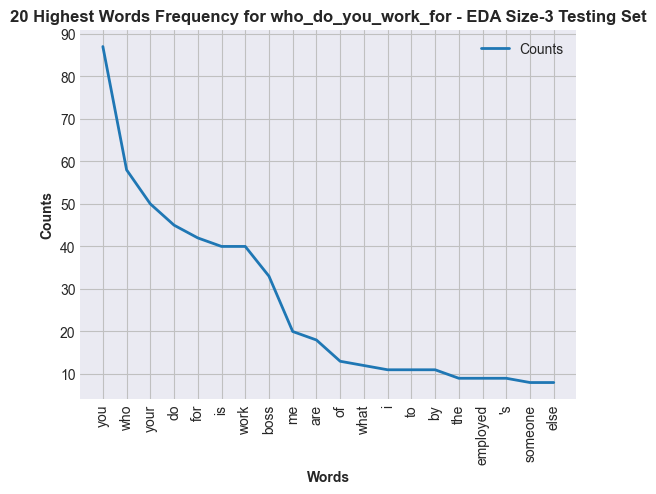 20 Highest Words Frequency for who_do_you_work_for - EDA Size-3 Testing Set
Counts
90
80
70
60
50
40
30
20
10
Counts
you
who
your
do
for
is
work
boss
me
are
of
what
i
to
by
the
employed
's
someone
else
Words